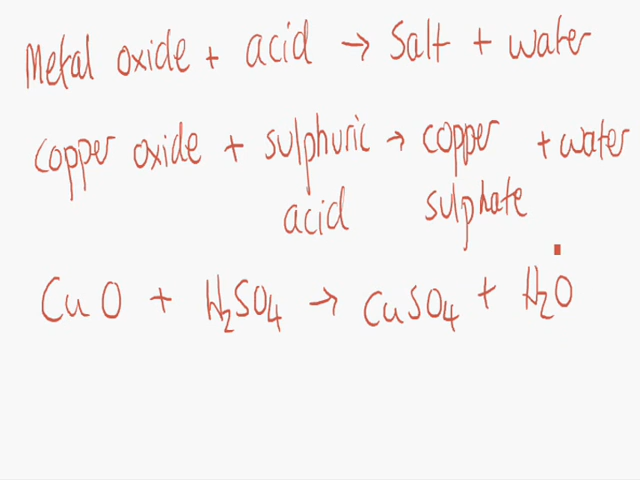 Metal oxide + acid → Salt + water
copper oxide + sulphuric → copper + water
acid sulphate
CuO + H₂SO₄ → CuSO₄ + H₂O